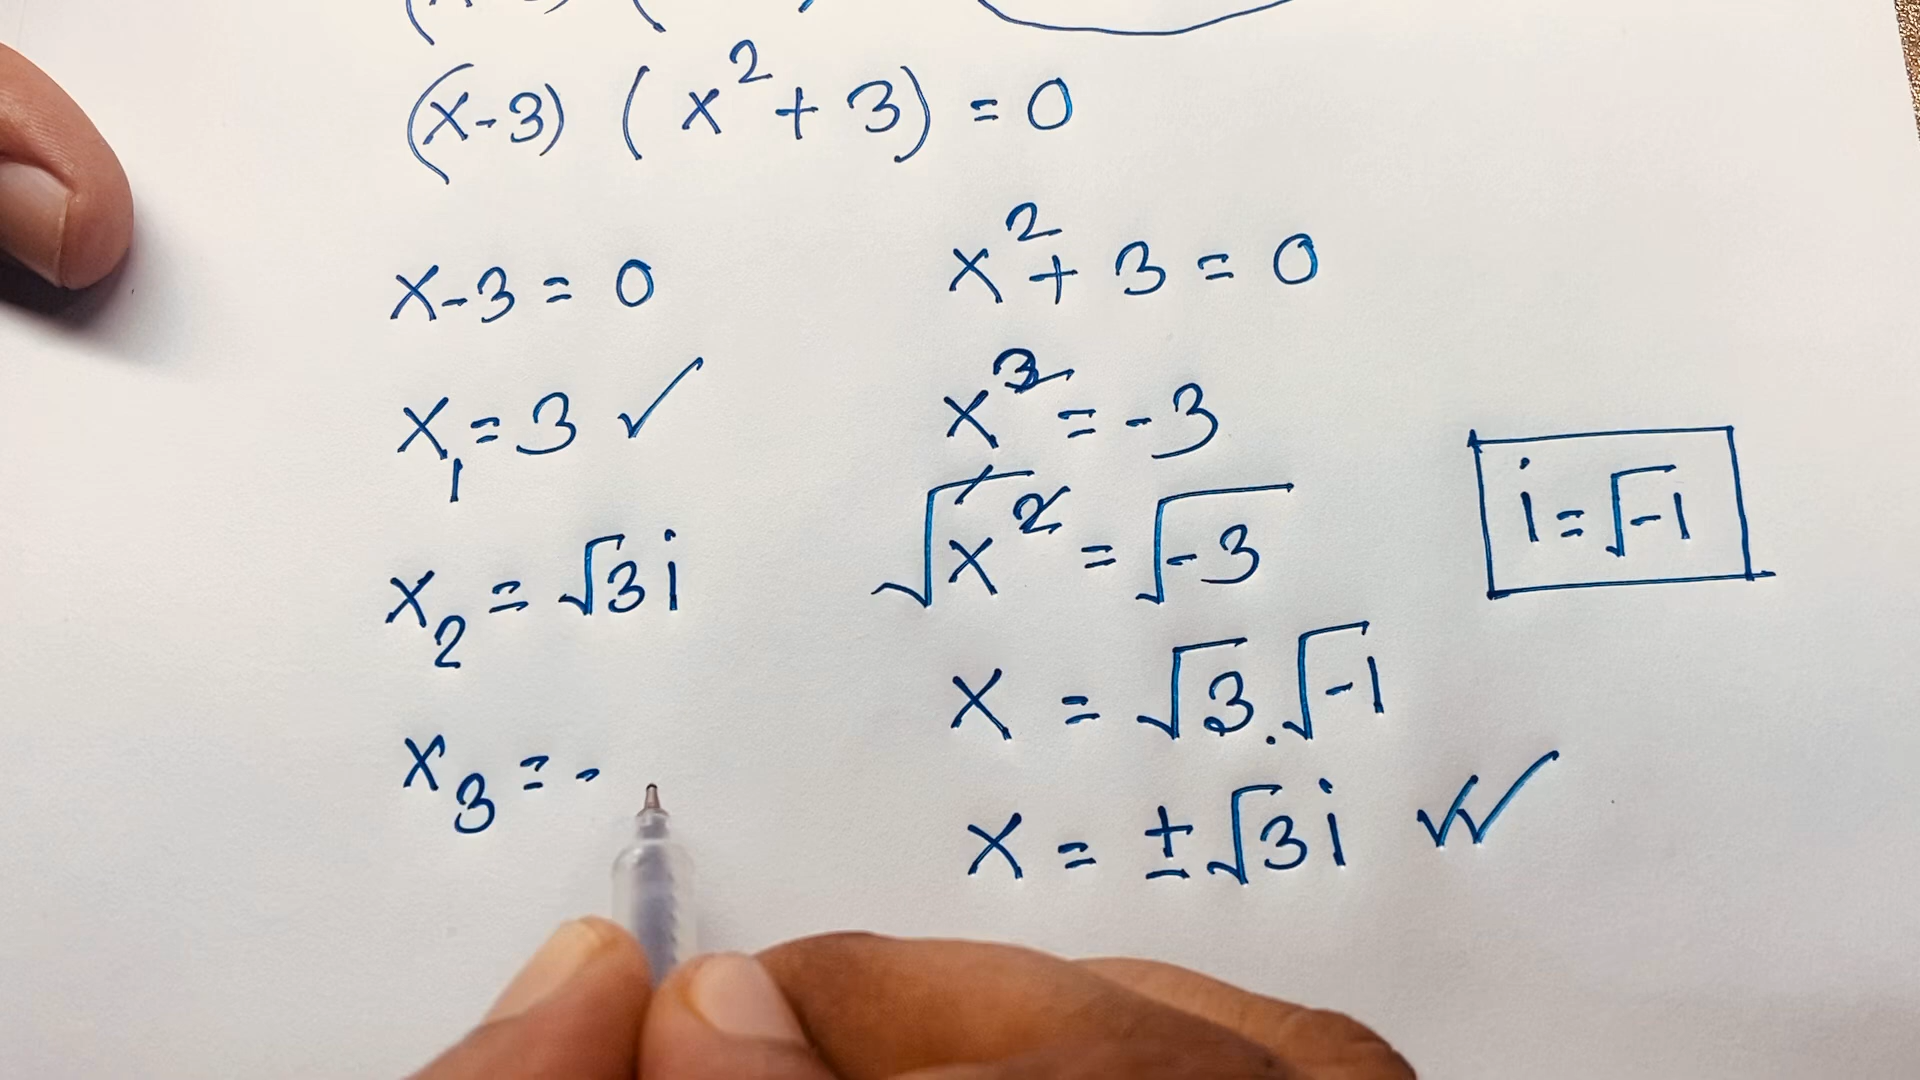 (x-3) (x²+3) = 0
x-3 = 0
x₁ = 3 ✓
x₂ = √3 i
x₃ = -
x²+3 = 0
x² = -3
√x² = √-3
x = √3 . √-1
x = ±√3 i ✓✓
i = √-1